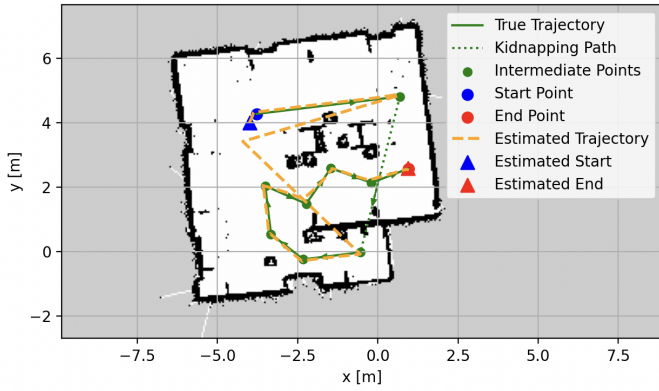 True Trajectory
Kidnapping Path
Intermediate Points
Start Point
End Point
Estimated Trajectory
Estimated Start
Estimated End
y [m]
6
4
2
0
−2
−7.5 −5.0 −2.5 0.0 2.5 5.0 7.5
x [m]